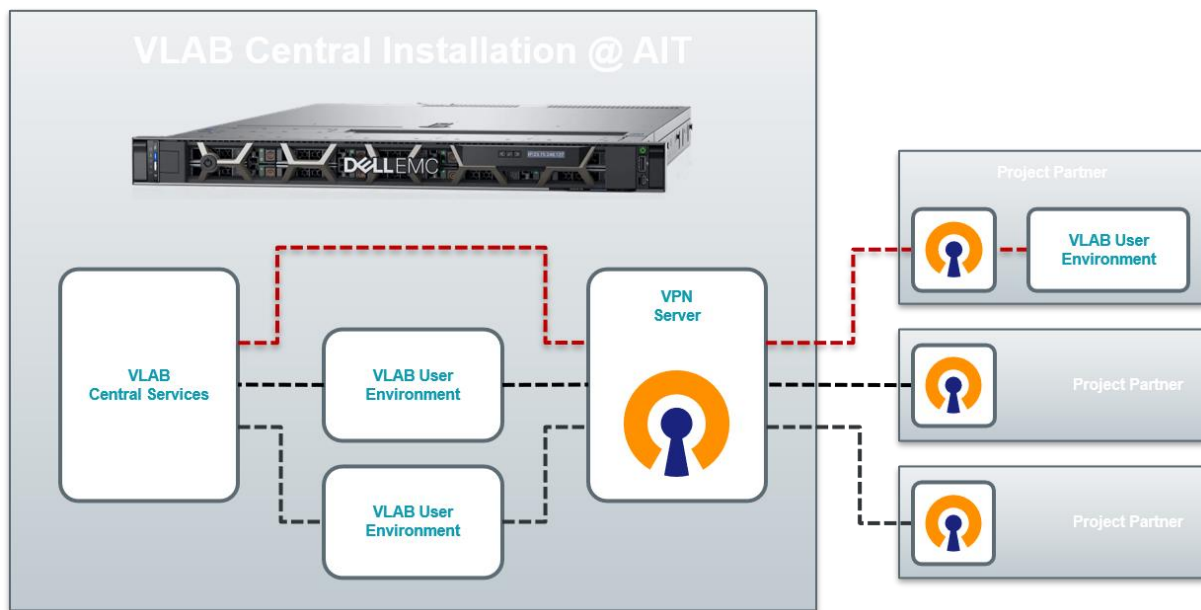 VLAB Central Installation @ AIT
DELLEMC
Project Partner
VLAB User
Environment
VPN
Server
VLAB
Central Services
VLAB User
Environment
Project Partner
VLAB User
Environment
Project Partner